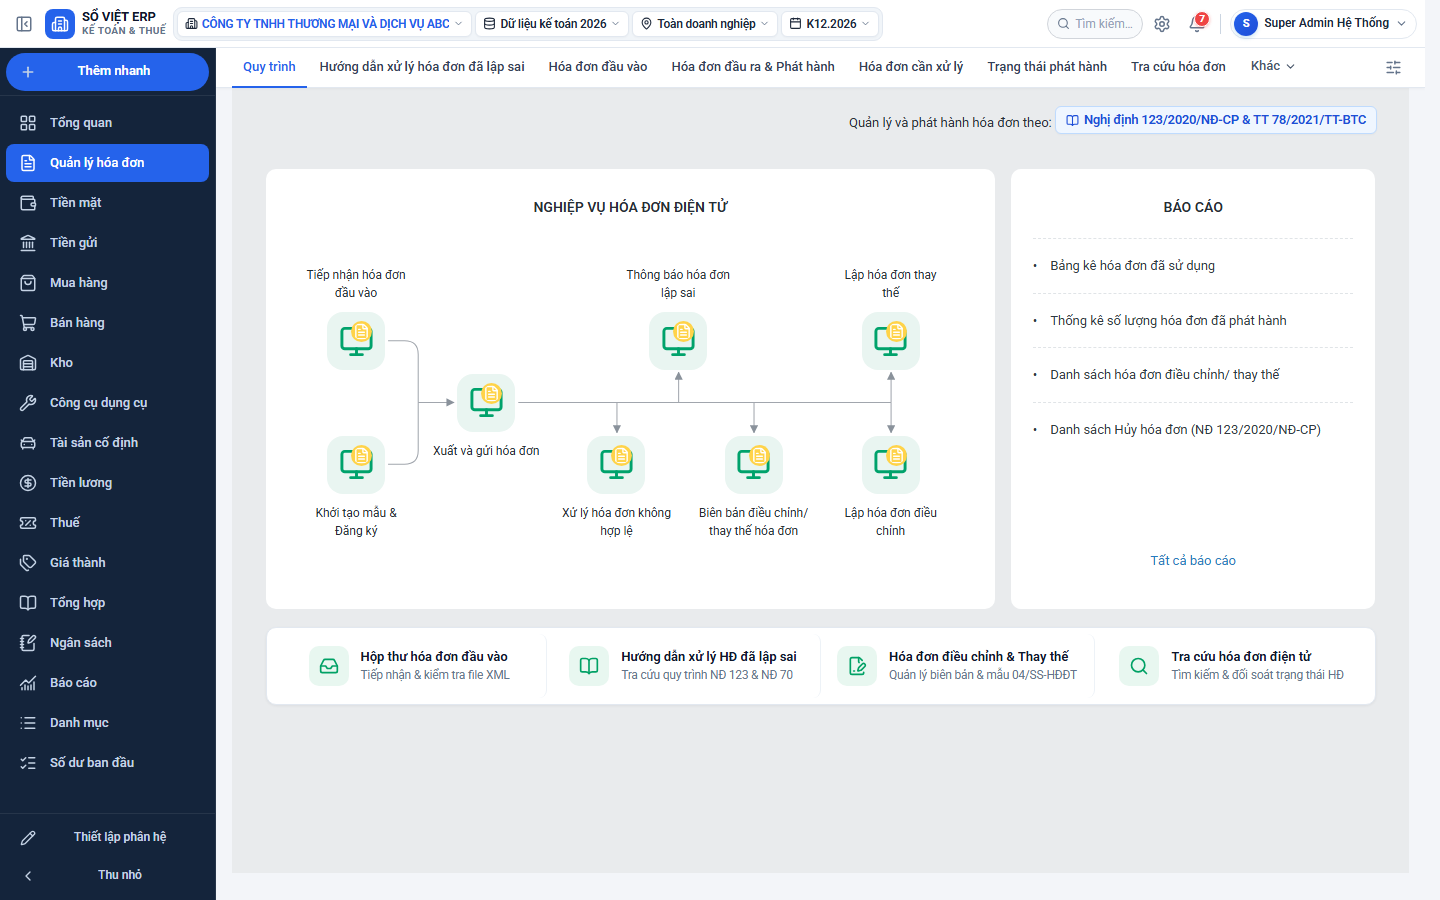 SỔ VIỆT ERP
KẾ TOÁN & THUẾ
CÔNG TY TNHH THƯƠNG MẠI VÀ DỊCH VỤ ABC
Dữ liệu kế toán 2026
Toàn doanh nghiệp
K12.2026
Tìm kiếm...
7
S
Super Admin Hệ Thống
Thêm nhanh
Tổng quan
Quản lý hóa đơn
Tiền mặt
Tiền gửi
Mua hàng
Bán hàng
Kho
Công cụ dụng cụ
Tài sản cố định
Tiền lương
Thuế
Giá thành
Tổng hợp
Ngân sách
Báo cáo
Danh mục
Số dư ban đầu
Thiết lập phân hệ
Thu nhỏ
Quy trình
Hướng dẫn xử lý hóa đơn đã lập sai
Hóa đơn đầu vào
Hóa đơn đầu ra & Phát hành
Hóa đơn cần xử lý
Trạng thái phát hành
Tra cứu hóa đơn
Khác
Quản lý và phát hành hóa đơn theo:
Nghị định 123/2020/NĐ-CP & TT 78/2021/TT-BTC
NGHIỆP VỤ HÓA ĐƠN ĐIỆN TỬ
Tiếp nhận hóa đơn
đầu vào
Thông báo hóa đơn
lập sai
Lập hóa đơn thay
thế
Xuất và gửi hóa đơn
Khởi tạo mẫu &
Đăng ký
Xử lý hóa đơn không
hợp lệ
Biên bản điều chỉnh/
thay thế hóa đơn
Lập hóa đơn điều
chỉnh
BÁO CÁO
• Bảng kê hóa đơn đã sử dụng
• Thống kê số lượng hóa đơn đã phát hành
• Danh sách hóa đơn điều chỉnh/ thay thế
• Danh sách Hủy hóa đơn (NĐ 123/2020/NĐ-CP)
Tất cả báo cáo
Hộp thư hóa đơn đầu vào
Tiếp nhận & kiểm tra file XML
Hướng dẫn xử lý HĐ đã lập sai
Tra cứu quy trình NĐ 123 & NĐ 70
Hóa đơn điều chỉnh & Thay thế
Quản lý biên bản & mẫu 04/SS-HĐĐT
Tra cứu hóa đơn điện tử
Tìm kiếm & đối soát trạng thái HĐ